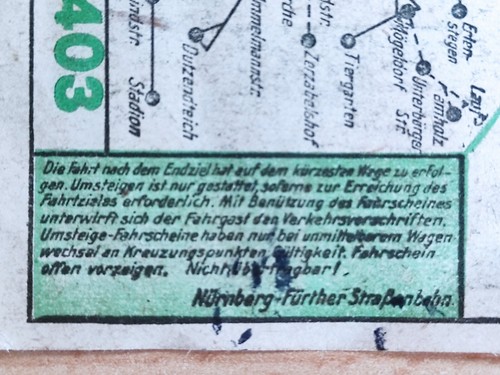 403
Stadion
Dutzendteich
Zerzabelshof
Tiergarten
Mögeldorf
Erlen-
stegen
Die Fahrt nach dem Endziel hat auf dem kürzesten Wege zu erfol-
gen. Umsteigen ist nur gestattet, soferne zur Erreichung des
Fahrtzieles erforderlich. Mit Benützung des Fahrscheines
unterwirft sich der Fahrgast den Verkehrsvorschriften.
Umsteige-Fahrscheine haben nur bei unmittelbarem Wagen
wechsel an Kreuzungspunkten Gültigkeit. Fahrschein
offen vorzeigen. Nicht übertragbar!
Nürnberg-Fürther Straßenbahn